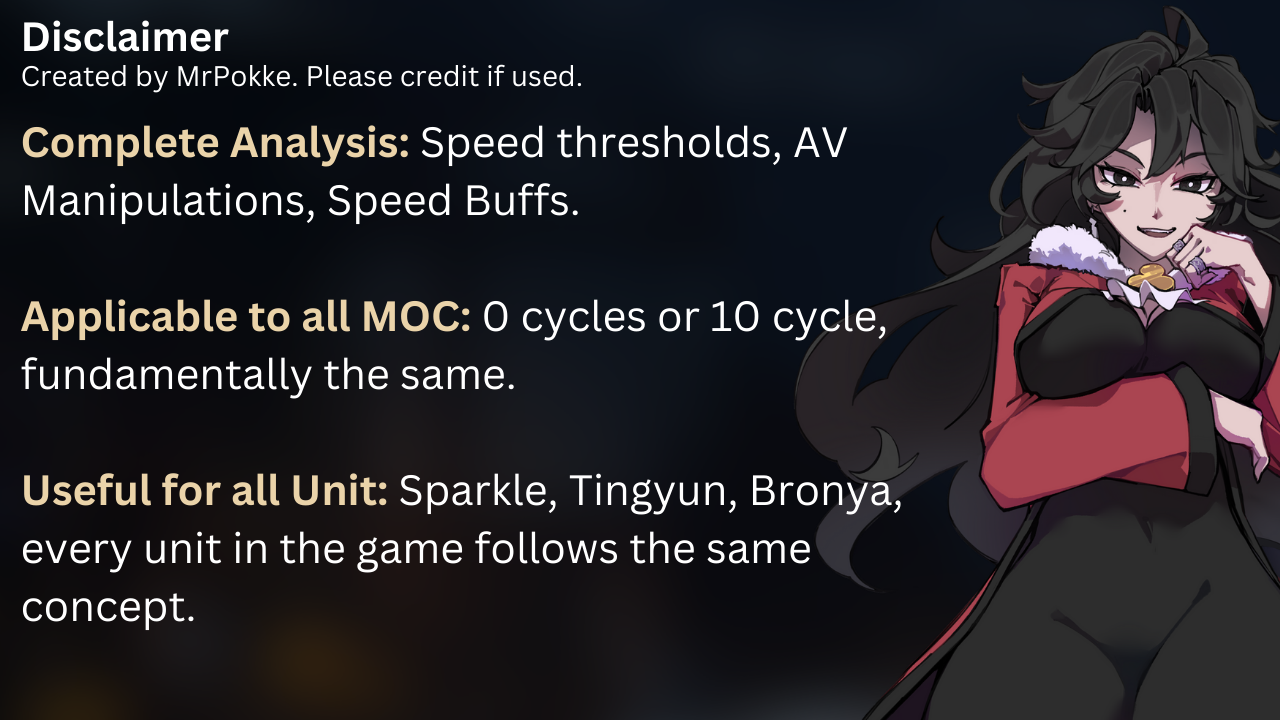 Disclaimer
Created by MrPokke. Please credit if used.
Complete Analysis: Speed thresholds, AV
Manipulations, Speed Buffs.
Applicable to all MOC: 0 cycles or 10 cycle,
fundamentally the same.
Useful for all Unit: Sparkle, Tingyun, Bronya,
every unit in the game follows the same
concept.